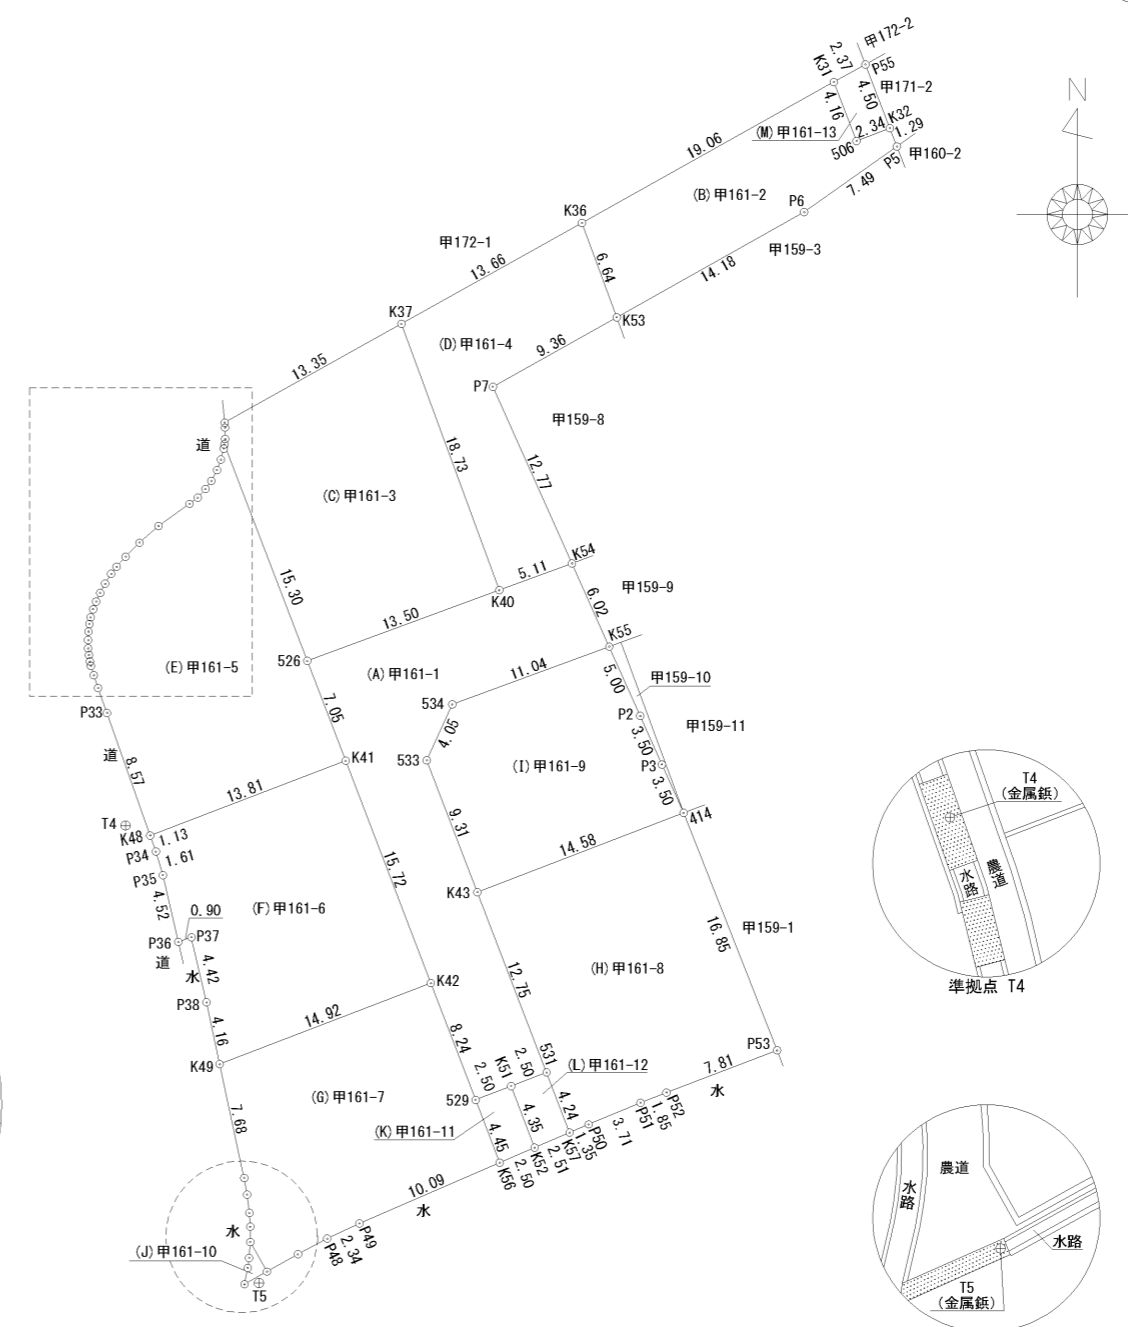 甲172-2
2.37
K31
P55
甲171-2
4.50
4.16
K32
2.34
1.29
(M)甲161-13
506
P5
甲160-2
N
19.06
7.49
(B)甲161-2
P6
K36
甲172-1
甲159-3
13.66
6.64
14.18
K37
K53
(D)甲161-4
9.36
13.35
P7
甲159-8
道
18.73
12.77
(C)甲161-3
K54
5.11
甲159-9
15.30
K40
6.02
13.50
K55
526
(E)甲161-5
(A)甲161-1
11.04
5.00
甲159-10
534
7.05
P2
P33
4.05
3.50
甲159-11
道
K41
533
(I)甲161-9
P3
8.57
3.50
13.81
T4
414
K48
1.13
9.31
P34
14.58
1.61
P35
15.72
K43
4.52
0.90
(F)甲161-6
16.85
甲159-1
P36
P37
道
水
4.42
(H)甲161-8
K42
P38
12.75
14.92
4.16
P53
8.24
531
K49
K51
2.50
2.50
(L)甲161-12
7.81
水
(G)甲161-7
529
P52
7.68
4.24
1.85
4.35
P51
(K)甲161-11
4.45
P50
3.71
1.35
K57
2.51
K52
2.50
K56
10.09
水
P49
水
2.34
P48
(J)甲161-10
T5
T4
(金属鋲)
水路
農道
準拠点 T4
農道
水路
水路
T5
(金属鋲)